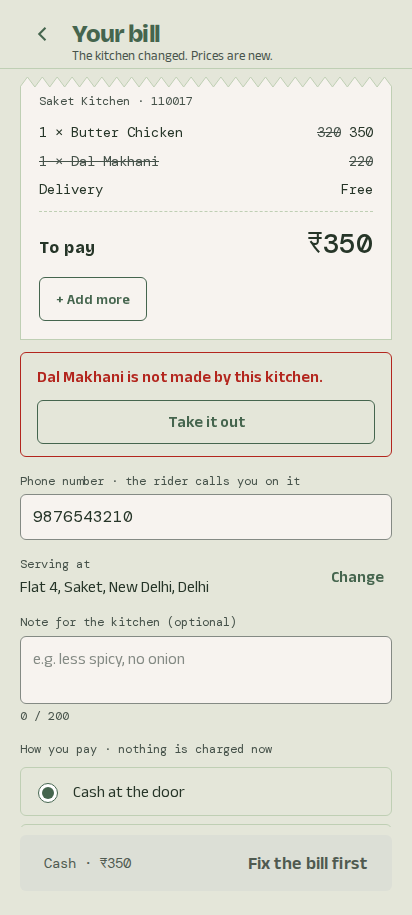 Your bill
The kitchen changed. Prices are new.
Saket Kitchen · 110017
1 × Butter Chicken 320 350
1 × Dal Makhani 220
Delivery Free
To pay ₹350
+ Add more
Dal Makhani is not made by this kitchen.
Take it out
Phone number · the rider calls you on it
9876543210
Serving at
Flat 4, Saket, New Delhi, Delhi
Change
Note for the kitchen (optional)
e.g. less spicy, no onion
0 / 200
How you pay · nothing is charged now
Cash at the door
Cash · ₹350 Fix the bill first